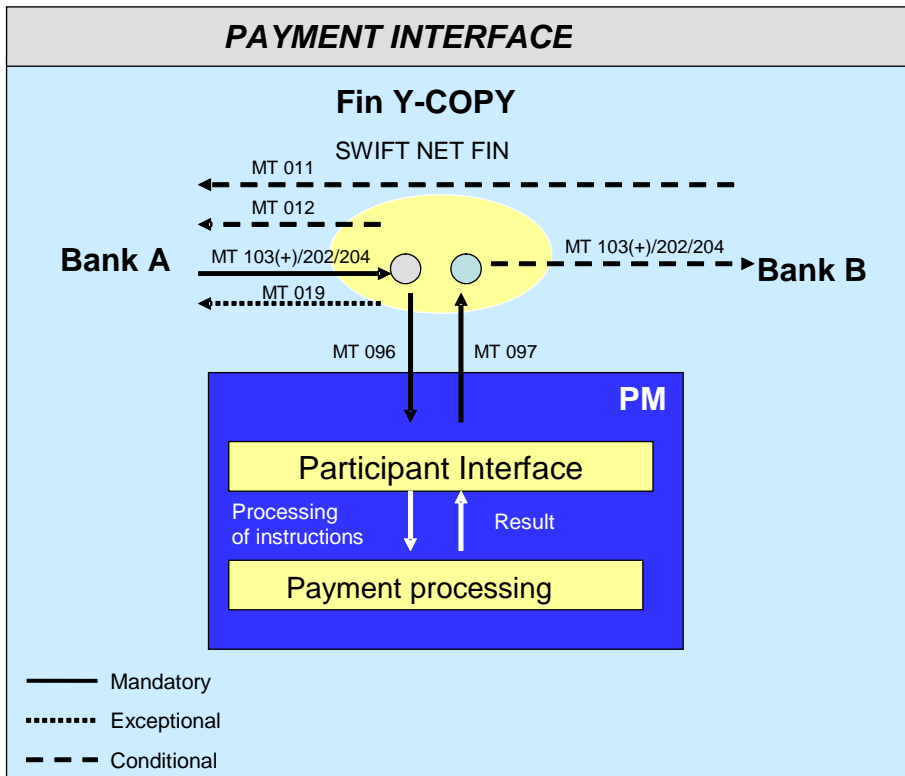 PAYMENT INTERFACE
Fin Y-COPY
SWIFT NET FIN
MT 011
MT 012
Bank A
MT 103(+)/202/204
MT 103(+)/202/204
Bank B
MT 019
MT 096
MT 097
PM
Participant Interface
Processing
of instructions
Result
Payment processing
Mandatory
Exceptional
Conditional